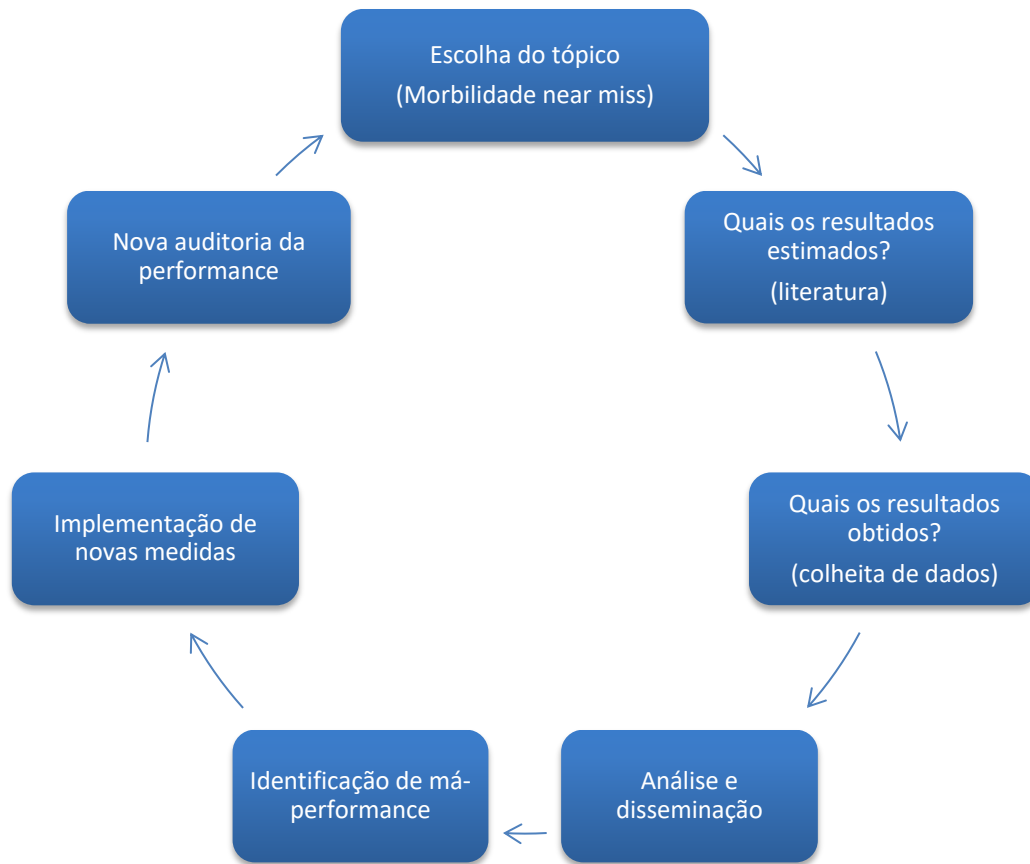 Escolha do tópico
(Morbilidade near miss)
Quais os resultados
estimados?
(literatura)
Quais os resultados
obtidos?
(colheita de dados)
Análise e
disseminação
Identificação de má-
performance
Implementação de
novas medidas
Nova auditoria da
performance